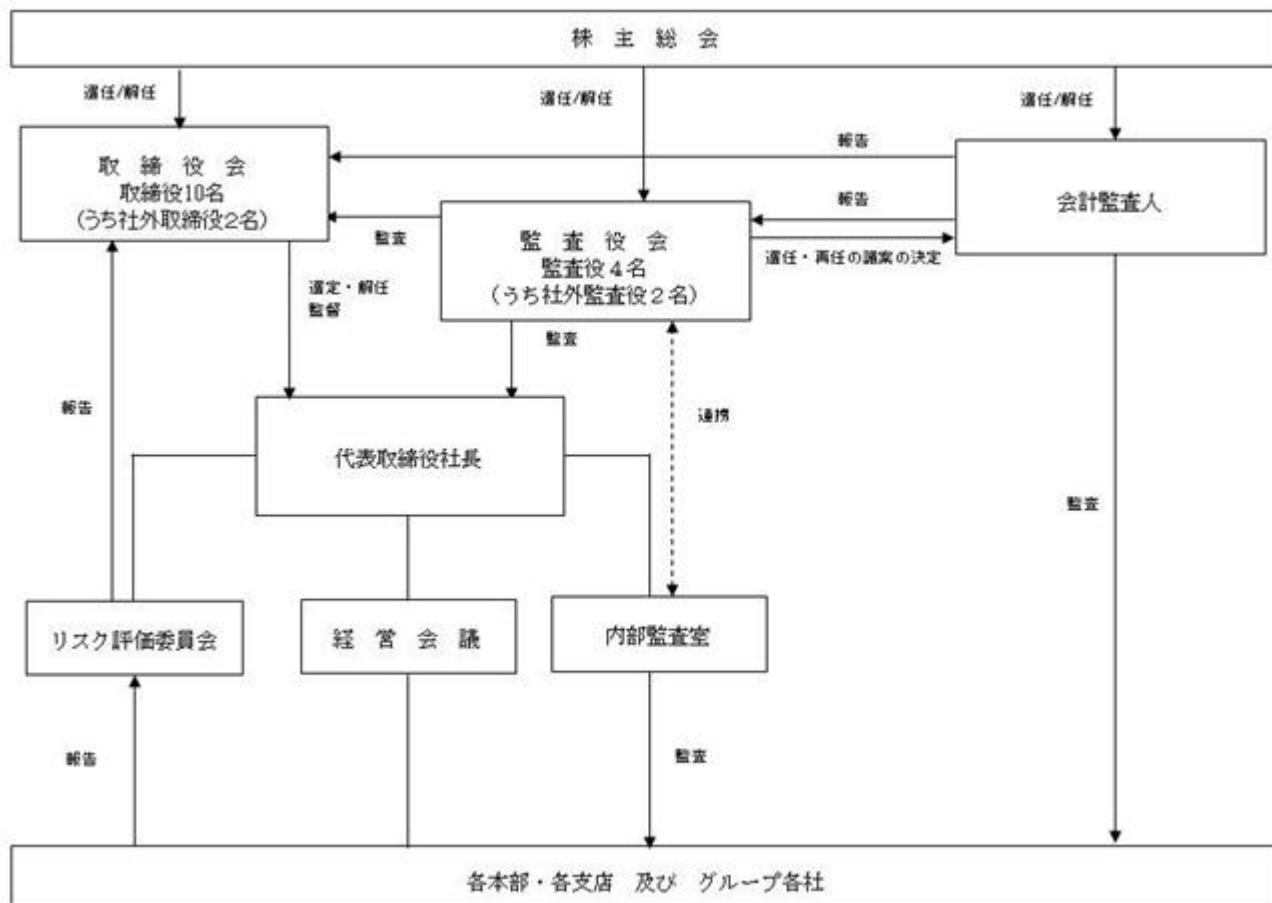 株 主 総 会
選任/解任
選任/解任
選任/解任
取 締 役 会
取締役10名
(うち社外取締役2名)
報告
会計監査人
報告
監査
監 査 役 会
監査役4名
(うち社外監査役2名)
選任・再任の議案の決定
選定・解任
監督
監査
報告
連携
代表取締役社長
監査
リスク評価委員会
経 営 会 議
内部監査室
報告
監査
各本部・各支店 及び グループ各社